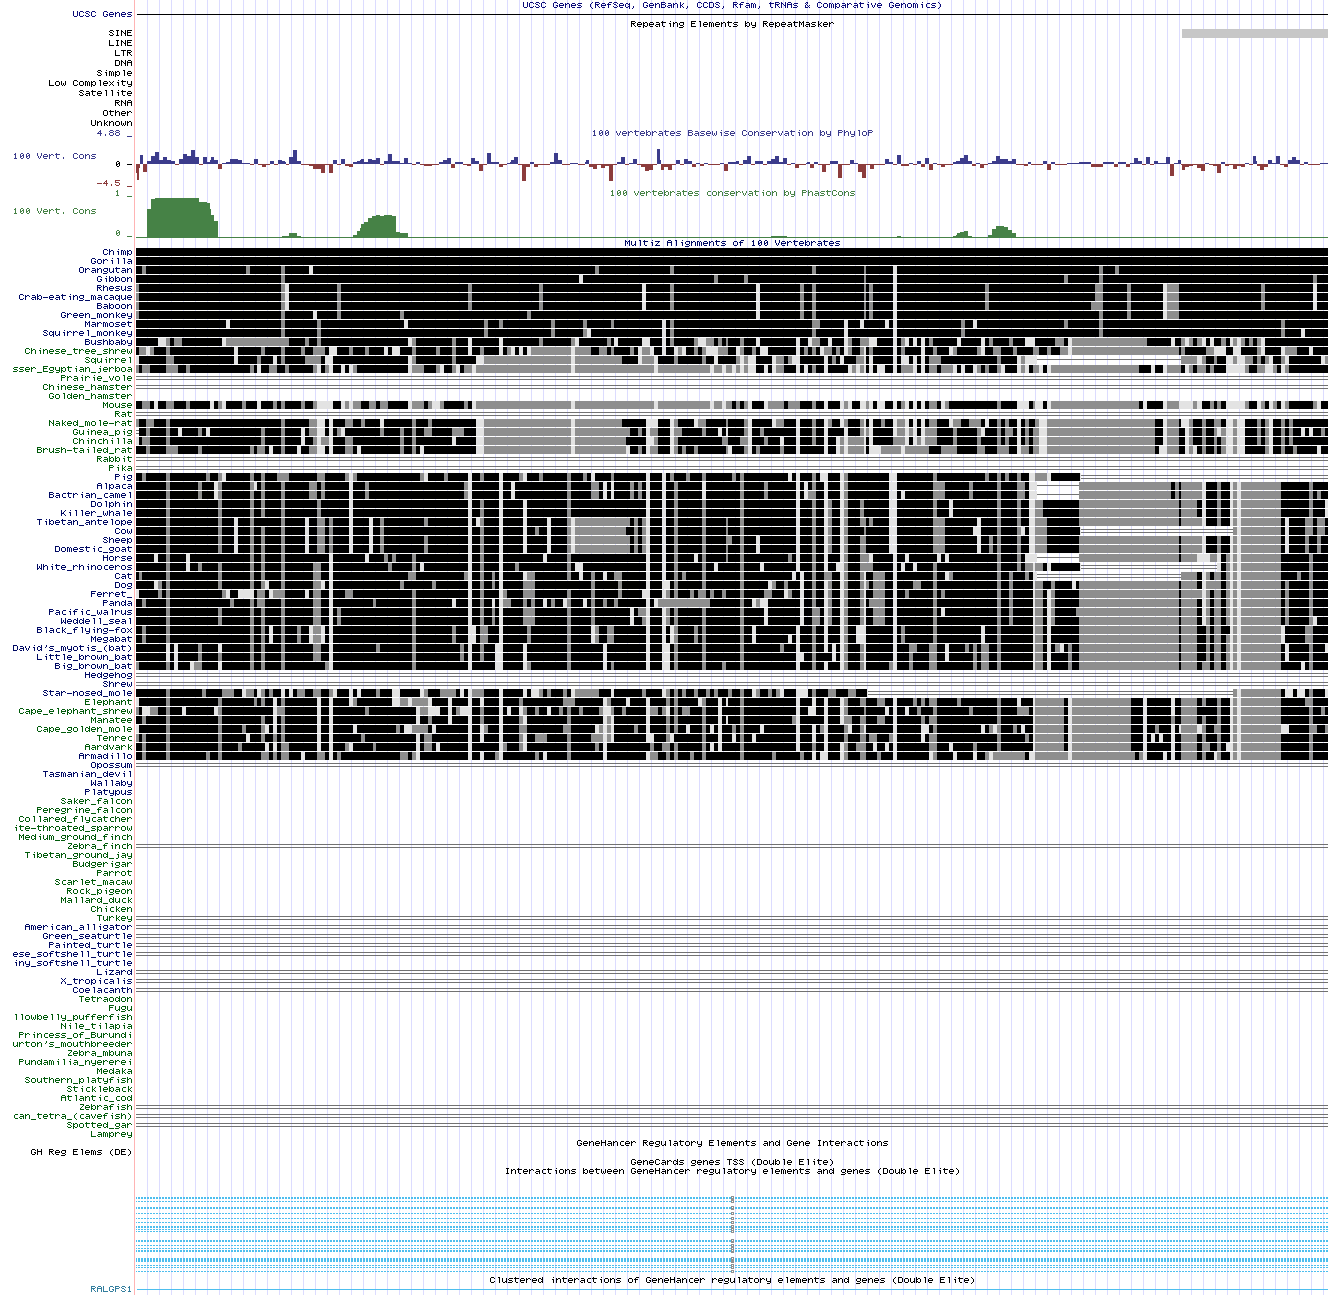 UCSC Genes (RefSeq, GenBank, CCDS, Rfam, tRNAs & Comparative Genomics)
UCSC Genes
Repeating Elements by RepeatMasker
SINE
LINE
LTR
DNA
Simple
Low Complexity
Satellite
RNA
Other
Unknown
4.88 _
100 vertebrates Basewise Conservation by PhyloP
100 Vert. Cons
0 _
-4.5 _
1 _
100 vertebrates conservation by PhastCons
100 Vert. Cons
0 _
Multiz Alignments of 100 Vertebrates
Chimp
Gorilla
Orangutan
Gibbon
Rhesus
Crab-eating_macaque
Baboon
Green_monkey
Marmoset
Squirrel_monkey
Bushbaby
Chinese_tree_shrew
Squirrel
sser_Egyptian_jerboa
Prairie_vole
Chinese_hamster
Golden_hamster
Mouse
Rat
Naked_mole-rat
Guinea_pig
Chinchilla
Brush-tailed_rat
Rabbit
Pika
Pig
Alpaca
Bactrian_camel
Dolphin
Killer_whale
Tibetan_antelope
Cow
Sheep
Domestic_goat
Horse
White_rhinoceros
Cat
Dog
Ferret_
Panda
Pacific_walrus
Weddell_seal
Black_flying-fox
Megabat
David's_myotis_(bat)
Little_brown_bat
Big_brown_bat
Hedgehog
Shrew
Star-nosed_mole
Elephant
Cape_elephant_shrew
Manatee
Cape_golden_mole
Tenrec
Aardvark
Armadillo
Opossum
Tasmanian_devil
Wallaby
Platypus
Saker_falcon
Peregrine_falcon
Collared_flycatcher
ite-throated_sparrow
Medium_ground_finch
Zebra_finch
Tibetan_ground_jay
Budgerigar
Parrot
Scarlet_macaw
Rock_pigeon
Mallard_duck
Chicken
Turkey
American_alligator
Green_seaturtle
Painted_turtle
ese_softshell_turtle
iny_softshell_turtle
Lizard
X_tropicalis
Coelacanth
Tetraodon
Fugu
llowbelly_pufferfish
Nile_tilapia
Princess_of_Burundi
urton's_mouthbreeder
Zebra_mbuna
Pundamilia_nyererei
Medaka
Southern_platyfish
Stickleback
Atlantic_cod
Zebrafish
can_tetra_(cavefish)
Spotted_gar
Lamprey
GeneHancer Regulatory Elements and Gene Interactions
GH Reg Elems (DE)
GeneCards genes TSS (Double Elite)
Interactions between GeneHancer regulatory elements and genes (Double Elite)
Clustered interactions of GeneHancer regulatory elements and genes (Double Elite)
RALGPS1